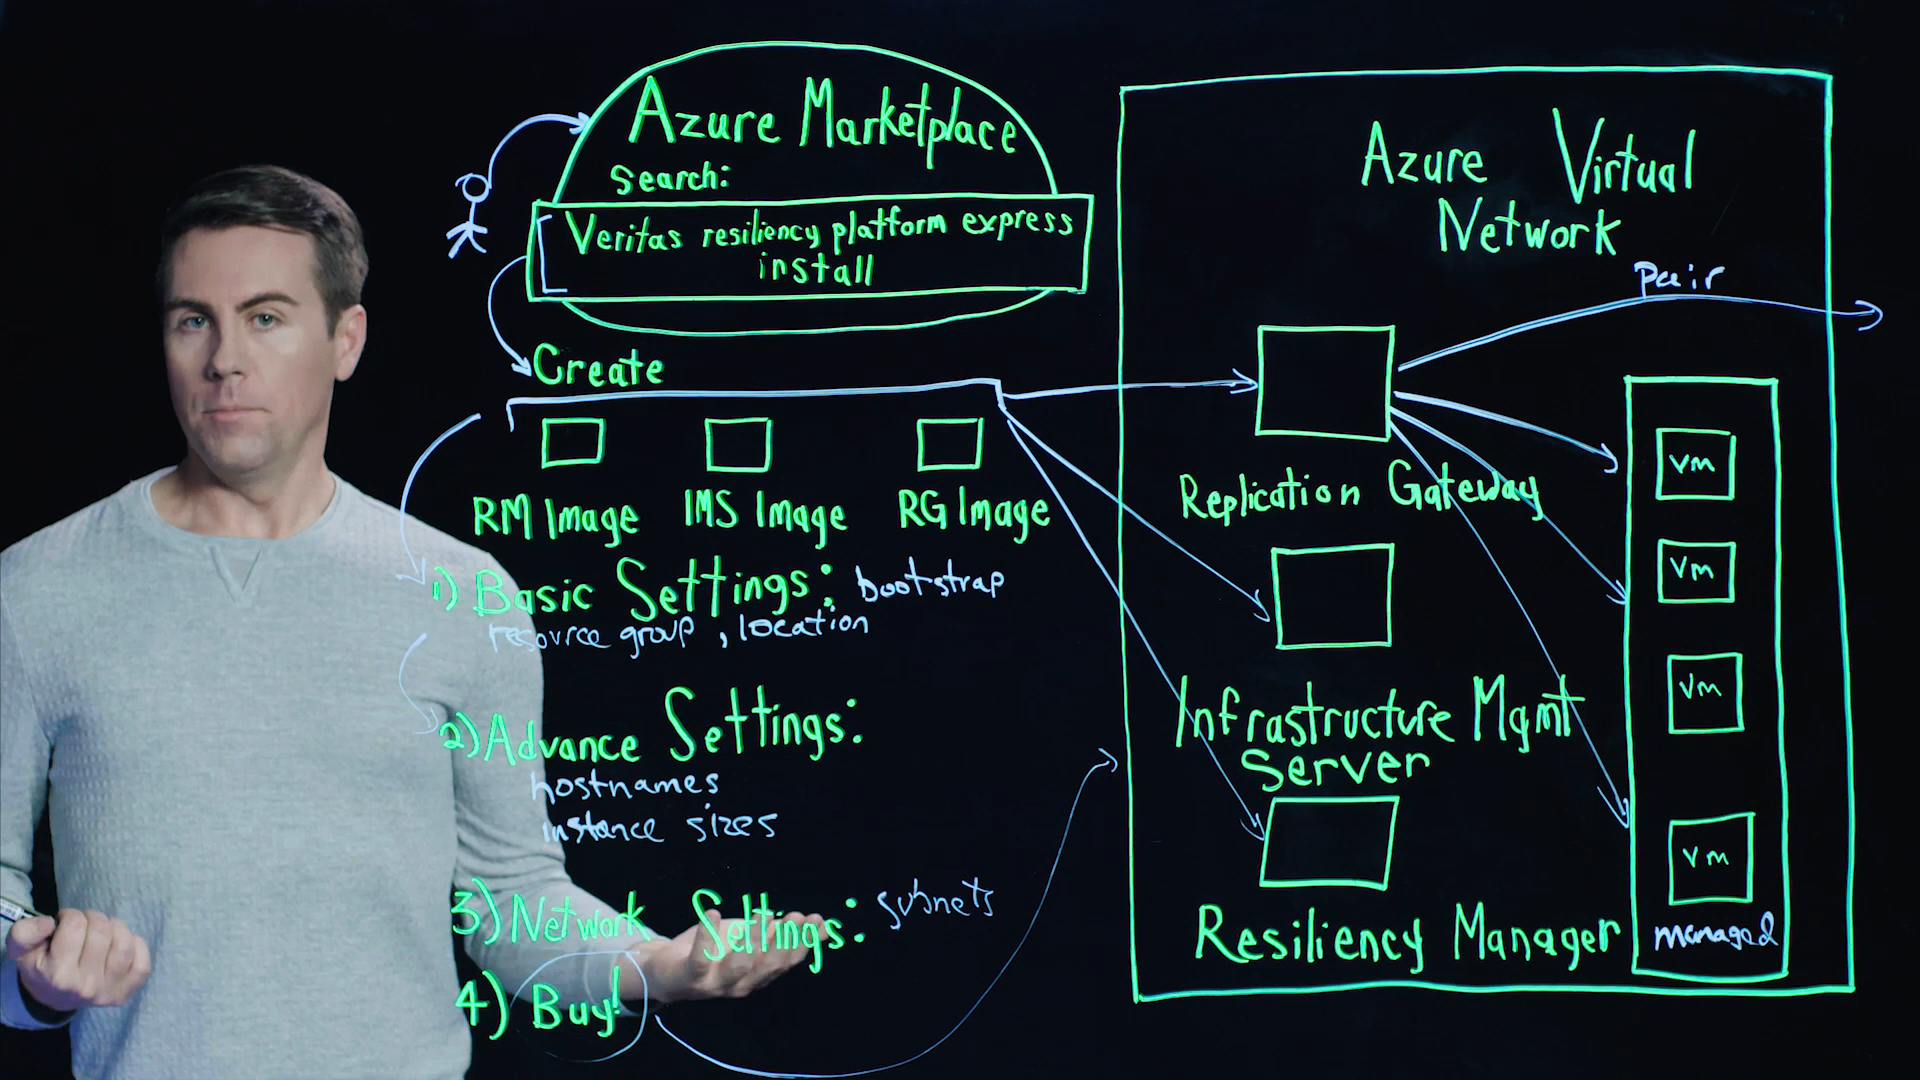 Azure Marketplace
Search:
Veritas resiliency platform express
install
Create
RM Image
IMS Image
RG Image
1) Basic Settings: bootstrap
resource group, location
2) Advance Settings:
hostnames
instance sizes
3) Network Settings: subnets
4) Buy!
Azure Virtual
Network
pair
Replication Gateway
Infrastructure Mgmt
Server
Resiliency Manager
vm
vm
vm
vm
managed